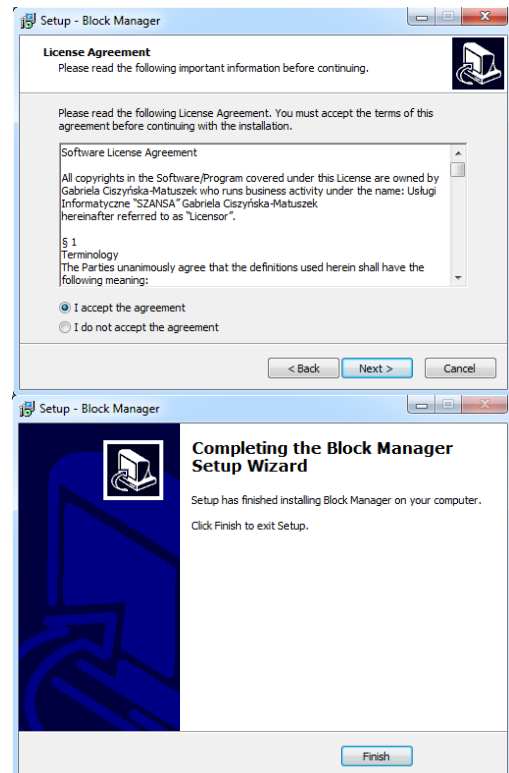 Setup - Block Manager
License Agreement
Please read the following important information before continuing.
Please read the following License Agreement. You must accept the terms of this
agreement before continuing with the installation.
Software License Agreement
All copyrights in the Software/Program covered under this License are owned by
Gabriela Ciszyńska-Matuszek who runs business activity under the name: Usługi
Informatyczne "SZANSA" Gabriela Ciszyńska-Matuszek
hereinafter referred to as "Licensor".
§ 1
Terminology
The Parties unanimously agree that the definitions used herein shall have the
following meaning:
I accept the agreement
I do not accept the agreement
< Back Next > Cancel
Setup - Block Manager
Completing the Block Manager
Setup Wizard
Setup has finished installing Block Manager on your computer.
Click Finish to exit Setup.
Finish